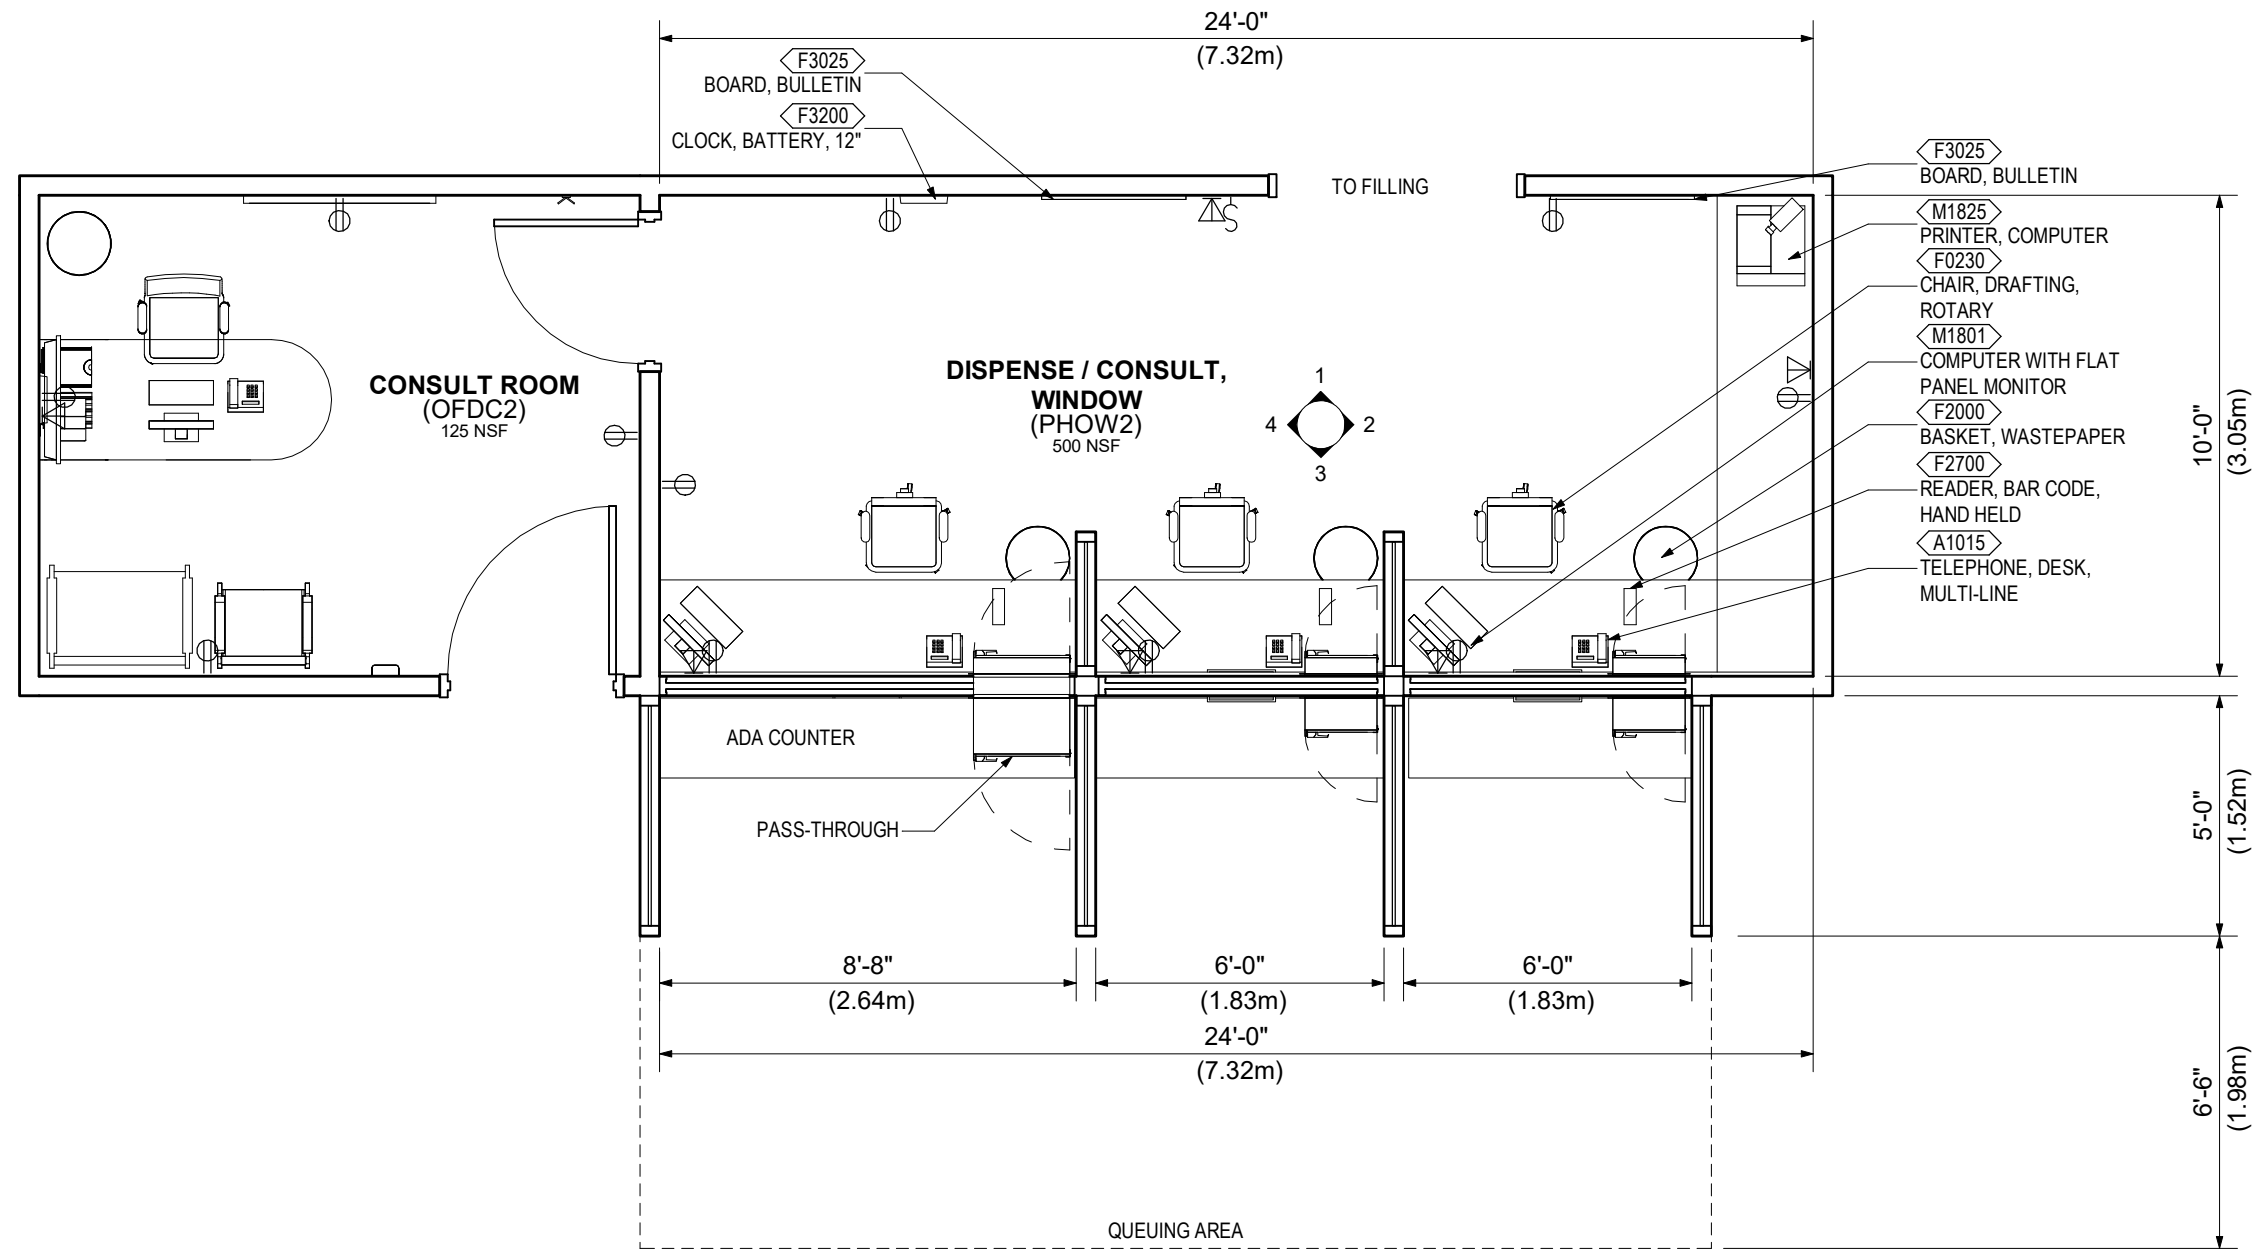 24'-0"
(7.32m)
F3025
BOARD, BULLETIN
F3200
CLOCK, BATTERY, 12"
TO FILLING
F3025
BOARD, BULLETIN
M1825
PRINTER, COMPUTER
F0230
CHAIR, DRAFTING,
ROTARY
M1801
COMPUTER WITH FLAT
PANEL MONITOR
F2000
BASKET, WASTEPAPER
F2700
READER, BAR CODE,
HAND HELD
A1015
TELEPHONE, DESK,
MULTI-LINE
CONSULT ROOM
(OFDC2)
125 NSF
DISPENSE / CONSULT,
WINDOW
(PHOW2)
500 NSF
1
4
2
3
S
10'-0"
(3.05m)
ADA COUNTER
PASS-THROUGH
5'-0"
(1.52m)
8'-8"
(2.64m)
6'-0"
(1.83m)
6'-0"
(1.83m)
24'-0"
(7.32m)
6'-6"
(1.98m)
QUEUING AREA